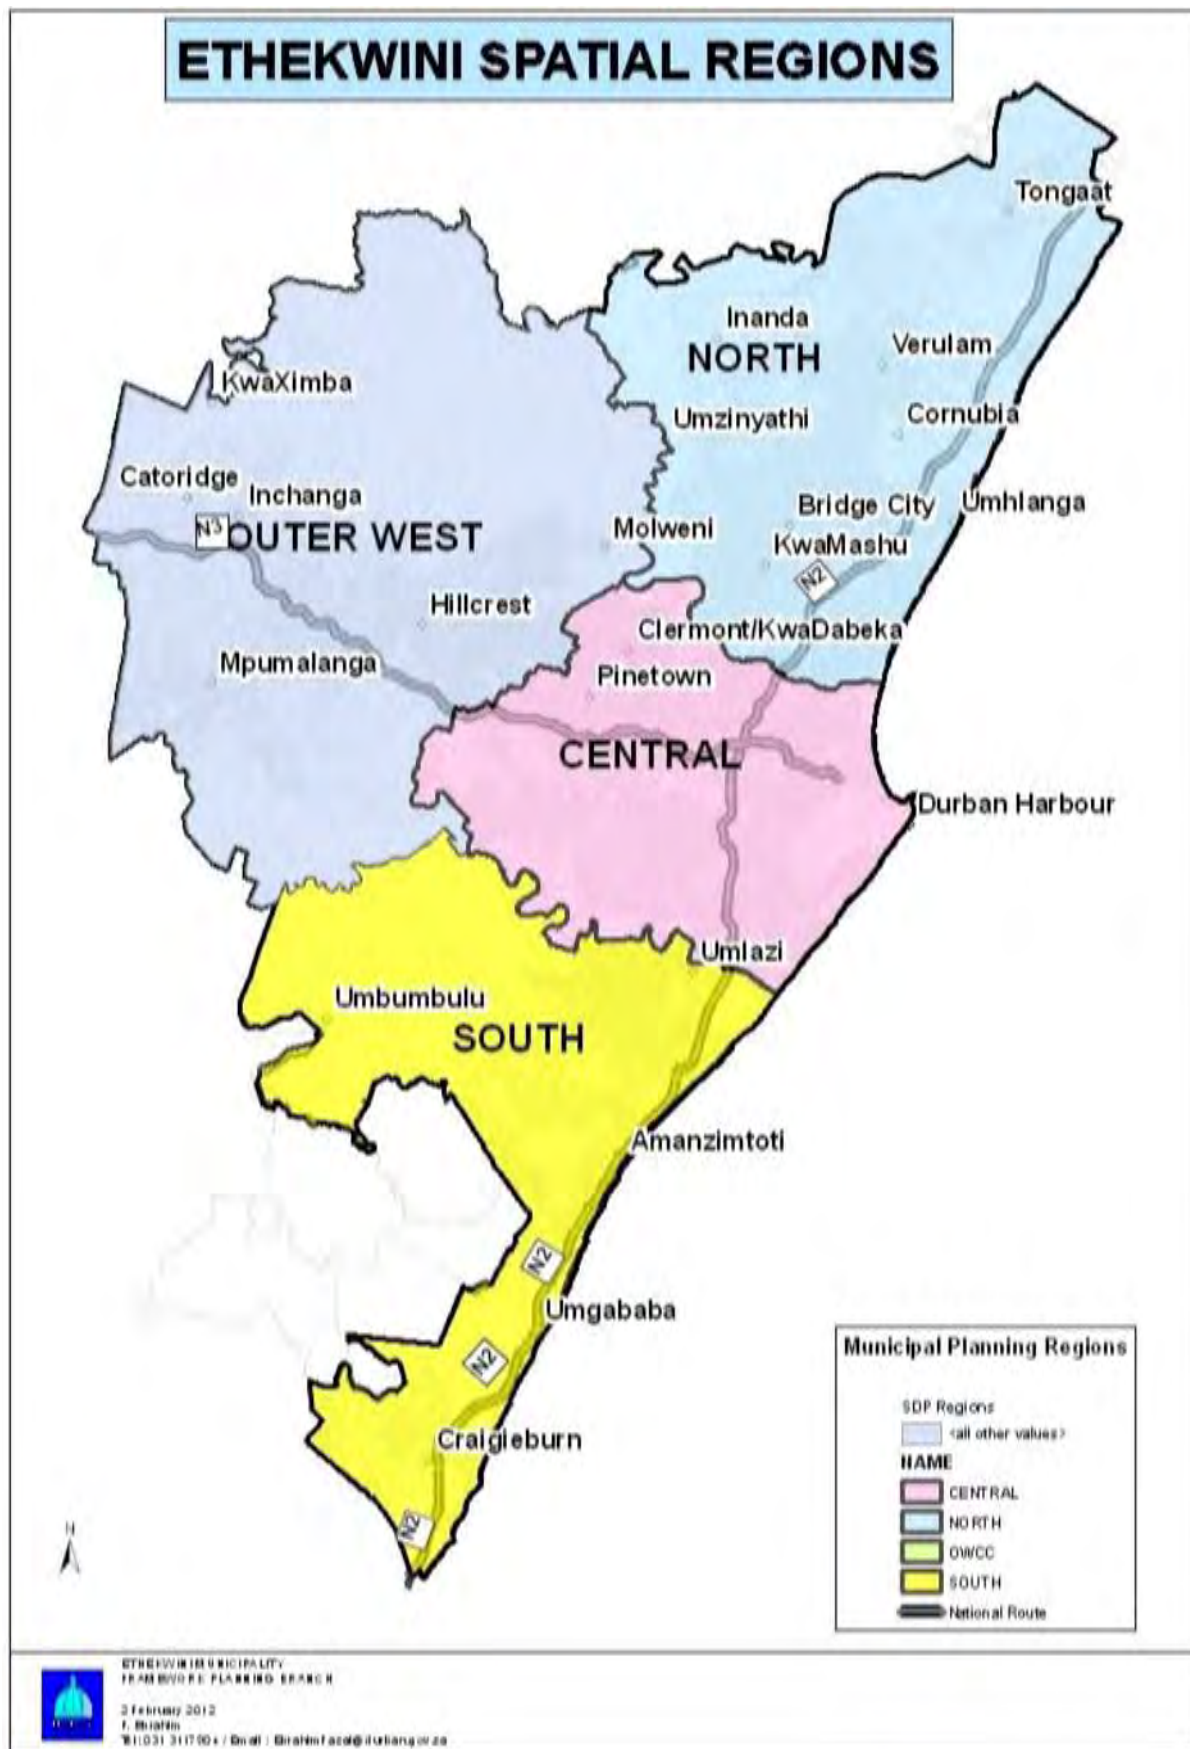 ETHEKWINI SPATIAL REGIONS
Tongaat
Inanda
Verulam
NORTH
KwaXimba
Umzinyathi
Cornubia
Catoridge
Inchanga
Bridge City
Umhlanga
N3
OUTER WEST
Molweni
KwaMashu
N2
Hillcrest
Clermont/KwaDabeka
Mpumalanga
Pinetown
CENTRAL
Durban Harbour
Umlazi
Umbumbulu
SOUTH
Amanzimtoti
N2
Umgababa
N2
Craigieburn
N2
Municipal Planning Regions
SDP Regions
<all other values>
NAME
CENTRAL
NORTH
OWCC
SOUTH
National Route
N
ETHEKWINI MUNICIPALITY
FRAMEWORK PLANNING BRANCH
2 February 2012